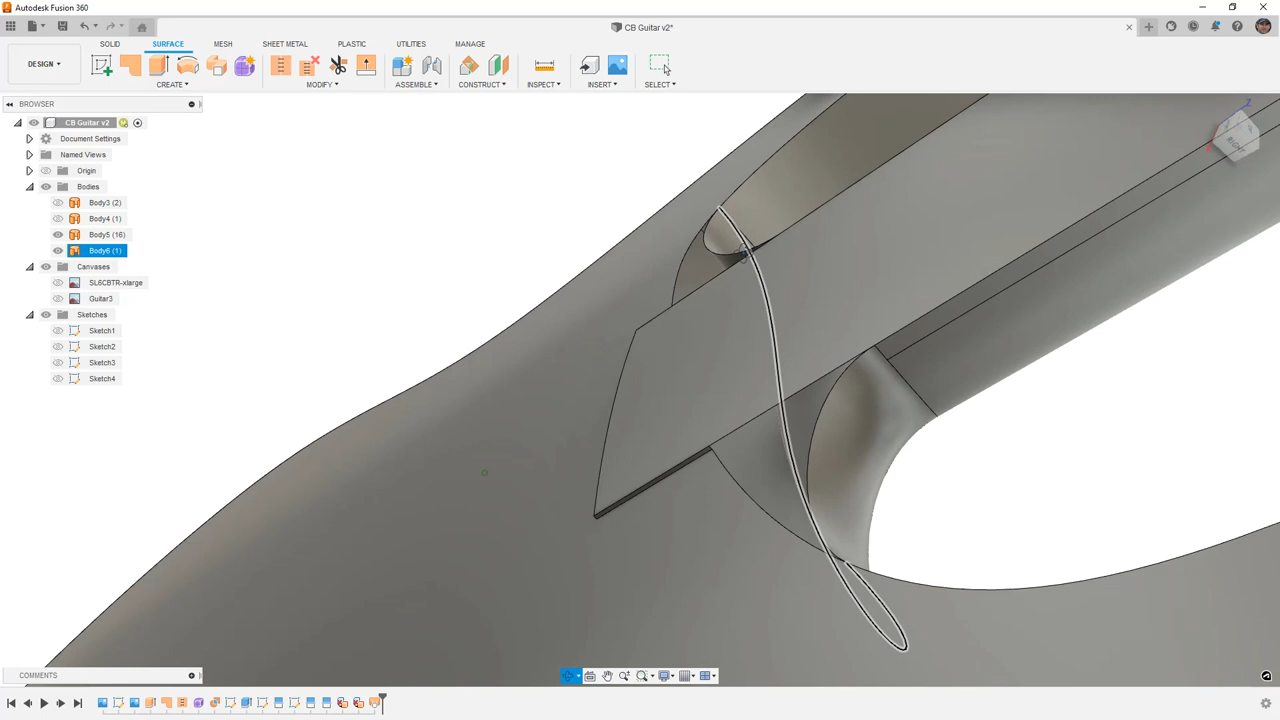 Autodesk Fusion 360
CB Guitar v2*
DESIGN
SOLID
SURFACE
MESH
SHEET METAL
PLASTIC
UTILITIES
MANAGE
CREATE
MODIFY
ASSEMBLE
CONSTRUCT
INSPECT
INSERT
SELECT
BROWSER
CB Guitar v2
Document Settings
Named Views
Origin
Bodies
Body3 (2)
Body4 (1)
Body5 (16)
Body6 (1)
Canvases
SL6CBTR-xlarge
Guitar3
Sketches
Sketch1
Sketch2
Sketch3
Sketch4
Z
RIGHT
COMMENTS